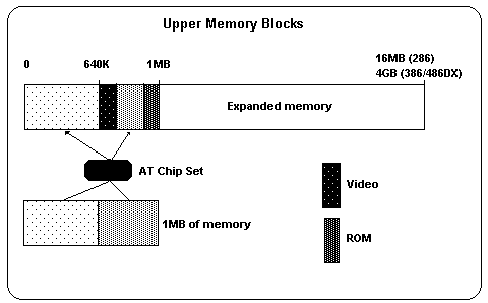 Upper Memory Blocks
16MB (286)
0 640K 1MB 4GB (386/486DX)
Expanded memory
AT Chip Set
Video
1MB of memory
ROM